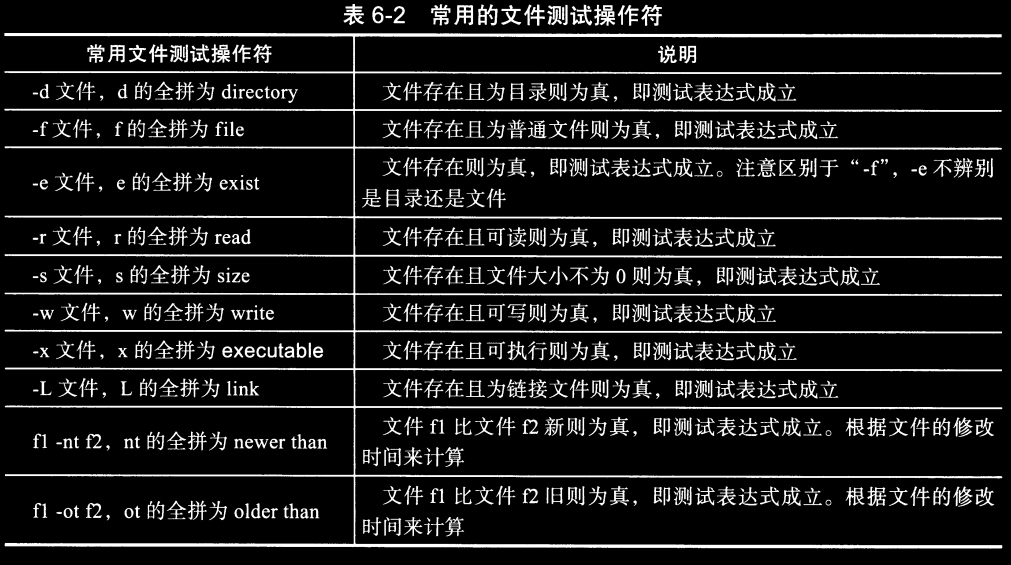 表 6-2 常用的文件测试操作符
常用文件测试操作符 说明
-d 文件，d 的全拼为 directory 文件存在且为目录则为真，即测试表达式成立
-f 文件，f 的全拼为 file 文件存在且为普通文件则为真，即测试表达式成立
-e 文件，e 的全拼为 exist 文件存在则为真，即测试表达式成立。注意区别于“-f”，-e 不辨别
是目录还是文件
-r 文件，r 的全拼为 read 文件存在且可读则为真，即测试表达式成立
-s 文件，s 的全拼为 size 文件存在且文件大小不为 0 则为真，即测试表达式成立
-w 文件，w 的全拼为 write 文件存在且可写则为真，即测试表达式成立
-x 文件，x 的全拼为 executable 文件存在且可执行则为真，即测试表达式成立
-L 文件，L 的全拼为 link 文件存在且为链接文件则为真，即测试表达式成立
f1 -nt f2，nt 的全拼为 newer than 文件 f1 比文件 f2 新则为真，即测试表达式成立。根据文件的修改
时间来计算
f1 -ot f2，ot 的全拼为 older than 文件 f1 比文件 f2 旧则为真，即测试表达式成立。根据文件的修改
时间来计算